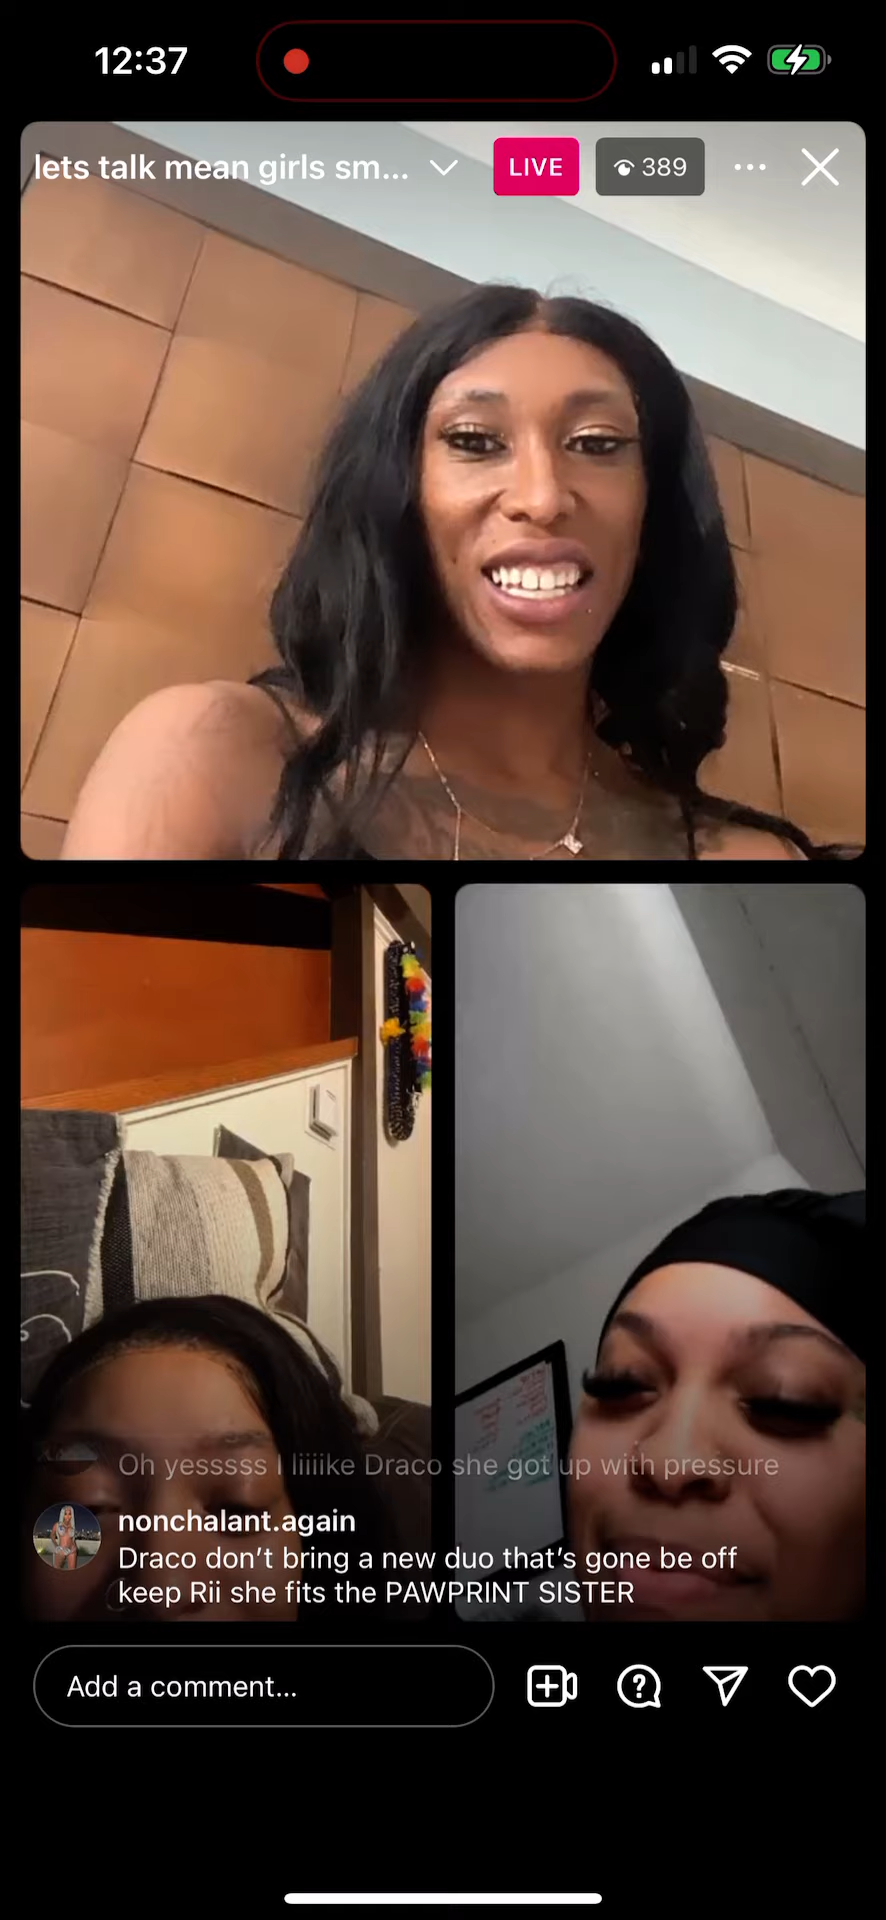 12:37
lets talk mean girls sm...
LIVE
389
Oh yesssss I liiiike Draco she got up with pressure
nonchalant.again
Draco don't bring a new duo that's gone be off
keep Rii she fits the PAWPRINT SISTER
Add a comment...